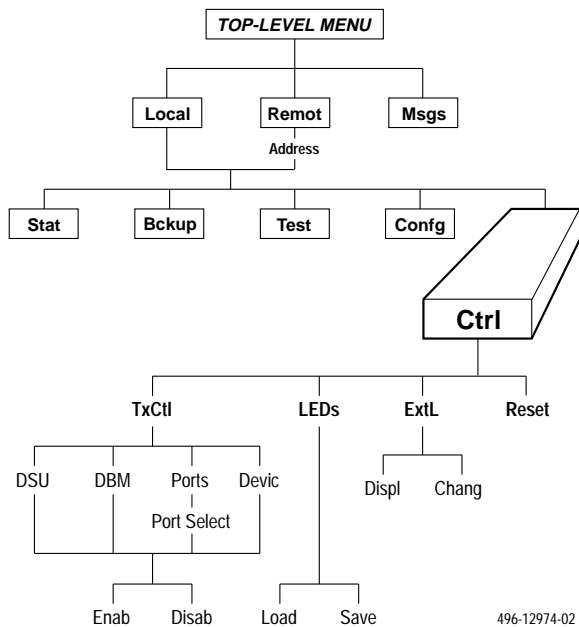 TOP-LEVEL MENU
Local Remot Msgs
Address
Stat Bckup Test Confg
Ctrl
TxCtl LEDs ExtL Reset
DSU DBM Ports Devic
Displ Chang
Port Select
Enab Disab Load Save
496-12974-02